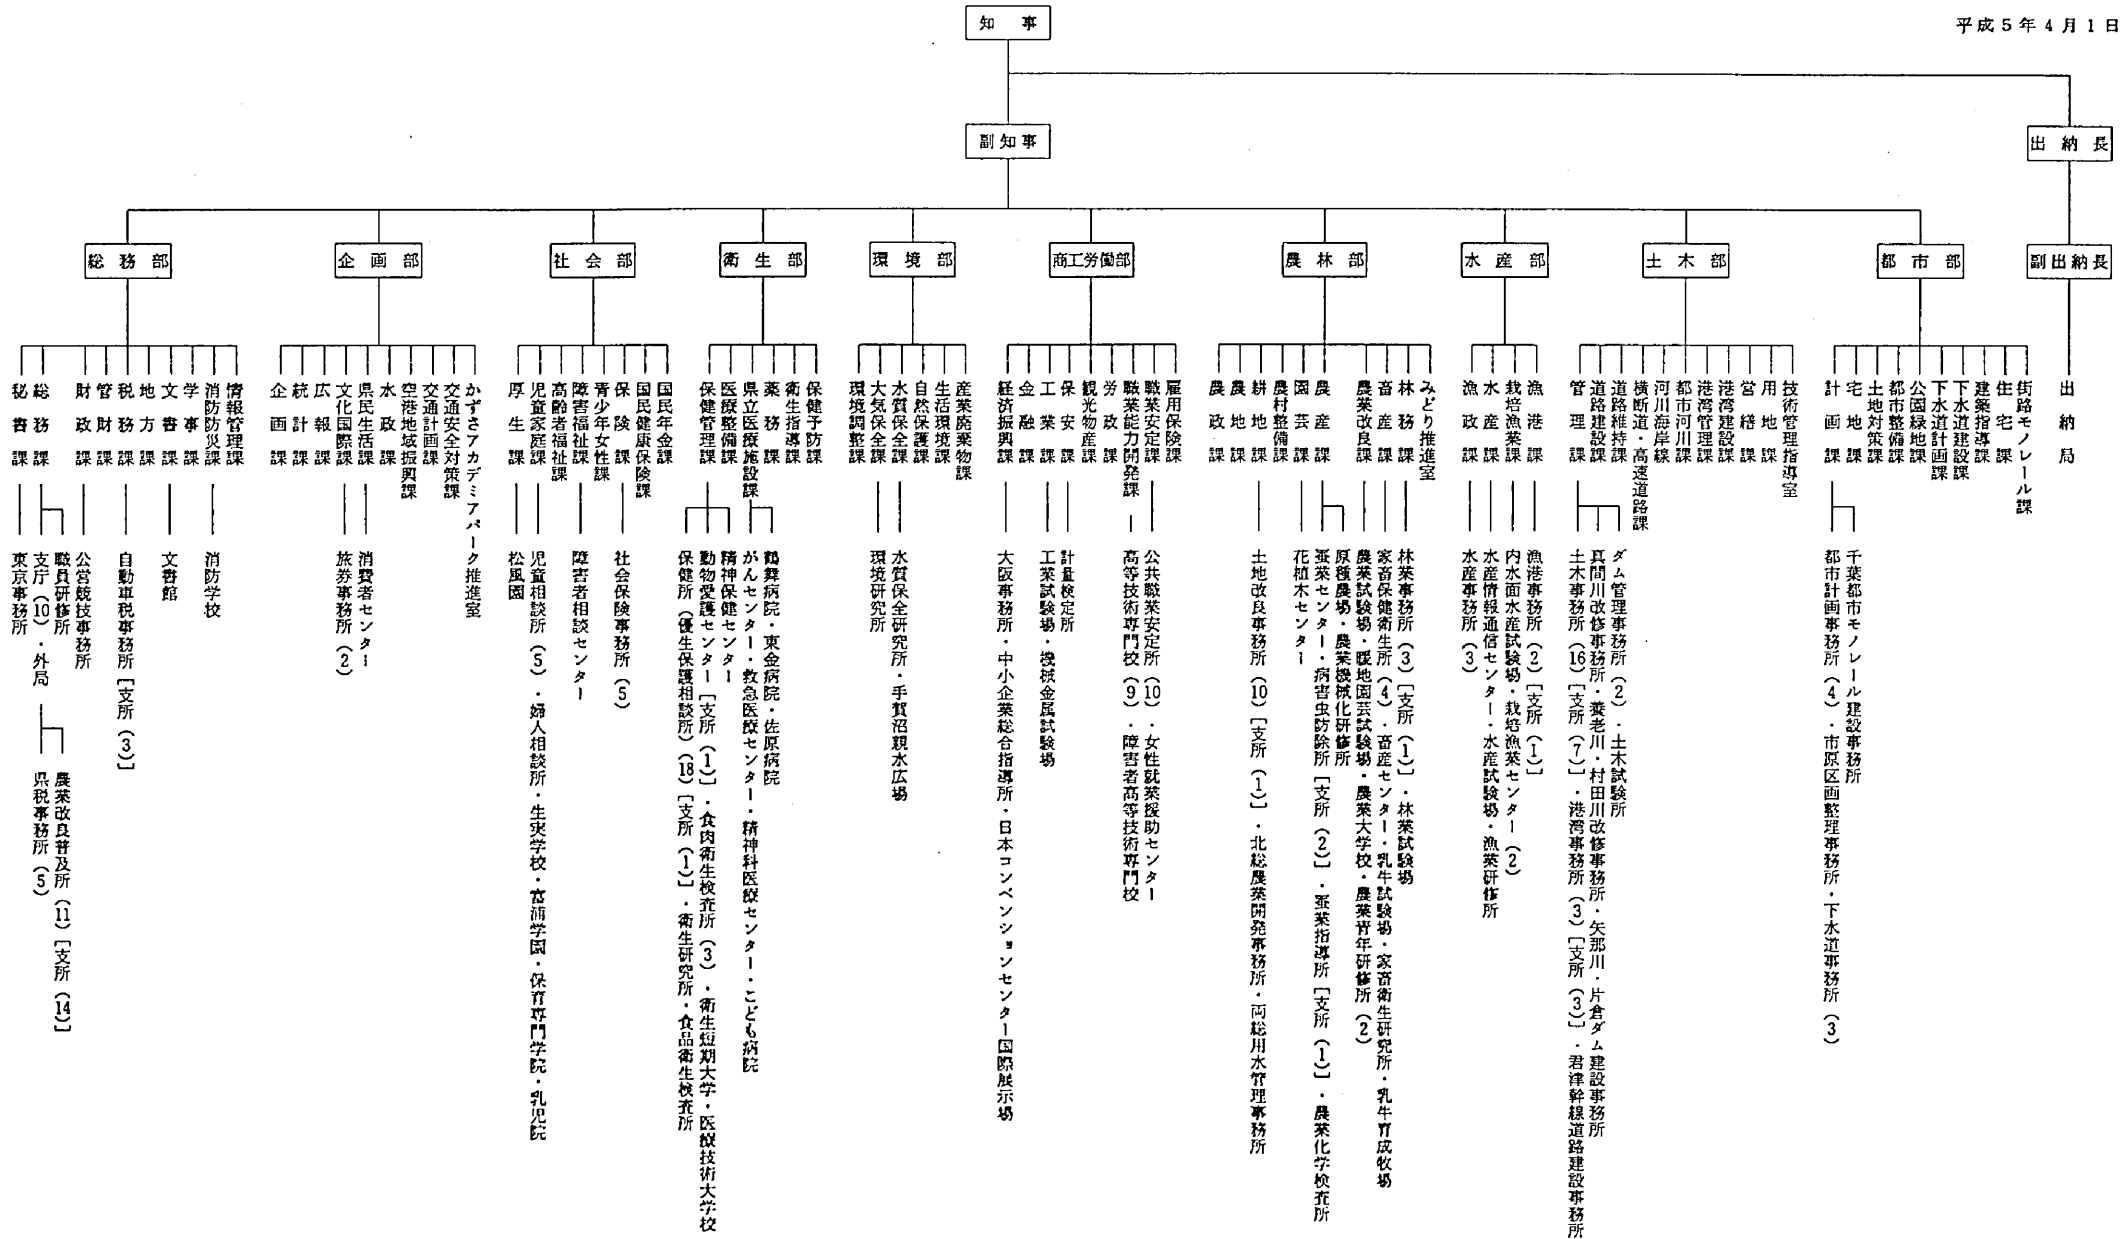 平成5年4月1日
知事
副知事
出納長
総務部
企画部
社会部
衛生部
環境部
商工労働部
農林部
水産部
土木部
都市部
副出納長
秘書課
総務課
財政課
管財課
税務課
地方課
文書課
学事課
消防防災課
情報管理課
企画課
統計課
広報課
文化国際課
県民生活課
水政課
空港地域振興課
交通計画課
交通安全対策課
かずさアカデミアパーク推進室
厚生課
児童家庭課
高齢者福祉課
障害福祉課
青少年女性課
保険課
国民健康保険課
国民年金課
保健管理課
医療整備課
県立医療施設課
薬務課
衛生指導課
保健予防課
環境調整課
大気保全課
水質保全課
自然保護課
生活環境課
産業廃棄物課
経済振興課
金融課
工業課
保安課
観光物産課
労政課
職業能力開発課
職業安定課
雇用保険課
農政課
農地課
耕地課
農村整備課
園芸課
農産課
農業改良課
畜産課
林務課
みどり推進室
漁政課
水産課
栽培漁業課
漁港課
管理課
道路建設課
道路維持課
横断道・高速道路課
河川海岸線
都市河川課
港湾管理課
港湾建設課
営繕課
用地課
技術管理指導室
計画課
宅地課
土地対策課
都市整備課
公園緑地課
下水道計画課
下水道建設課
建築指導課
住宅課
街路モノレール課
出納局
東京事務所
支庁(10)・外局
職員研修所
公営競技事務所
自動車税事務所[支所(3)]
文書館
消防学校
県税事務所(5)
農業改良普及所(11)[支所(14)]
旅券事務所(2)
消費者センター
松風園
児童相談所(5)・婦人相談所・生実学校・富浦学園・保育専門学院・乳児院
障害者相談センター
社会保険事務所(5)
保健所(優生保護相談所)(18)[支所(1)]・衛生研究所・食品衛生検査所
動物愛護センター[支所(1)]・食肉衛生検査所(3)・衛生短期大学・医療技術大学校
精神保健センター
がんセンター・救急医療センター・精神科医療センター・こども病院
鶴舞病院・東金病院・佐原病院
環境研究所
水質保全研究所・手賀沼親水広場
大阪事務所・中小企業総合指導所・日本コンベンションセンター国際展示場
工業試験場・機械金属試験場
計量検定所
高等技術専門校(9)・障害者高等技術専門校
公共職業安定所(10)・女性就業援助センター
土地改良事務所(10)[支所(1)]・北総農業開発事務所・両総用水管理事務所
花植木センター
蚕業センター・病害虫防除所[支所(2)]・蚕業指導所[支所(1)]・農業化学検査所
原種農場・農業機械化研修所
農業試験場・暖地園芸試験場・農業大学校・農業青年研修所(2)
家畜保健衛生所(4)・畜産センター・乳牛試験場・家畜衛生研究所・乳牛育成牧場
林業事務所(3)[支所(1)]・林業試験場
水産事務所(3)
水産情報通信センター・水産試験場・漁業研修所
内水面水産試験場・栽培漁業センター(2)
漁港事務所(2)[支所(1)]
土木事務所(16)[支所(7)]・港湾事務所(3)[支所(3)]・君津幹線道路建設事務所
真間川改修事務所・養老川・村田川改修事務所・矢那川・片倉ダム建設事務所
ダム管理事務所(2)・土木試験所
都市計画事務所(4)・市原区画整理事務所・下水道事務所(3)
千葉都市モノレール建設事務所